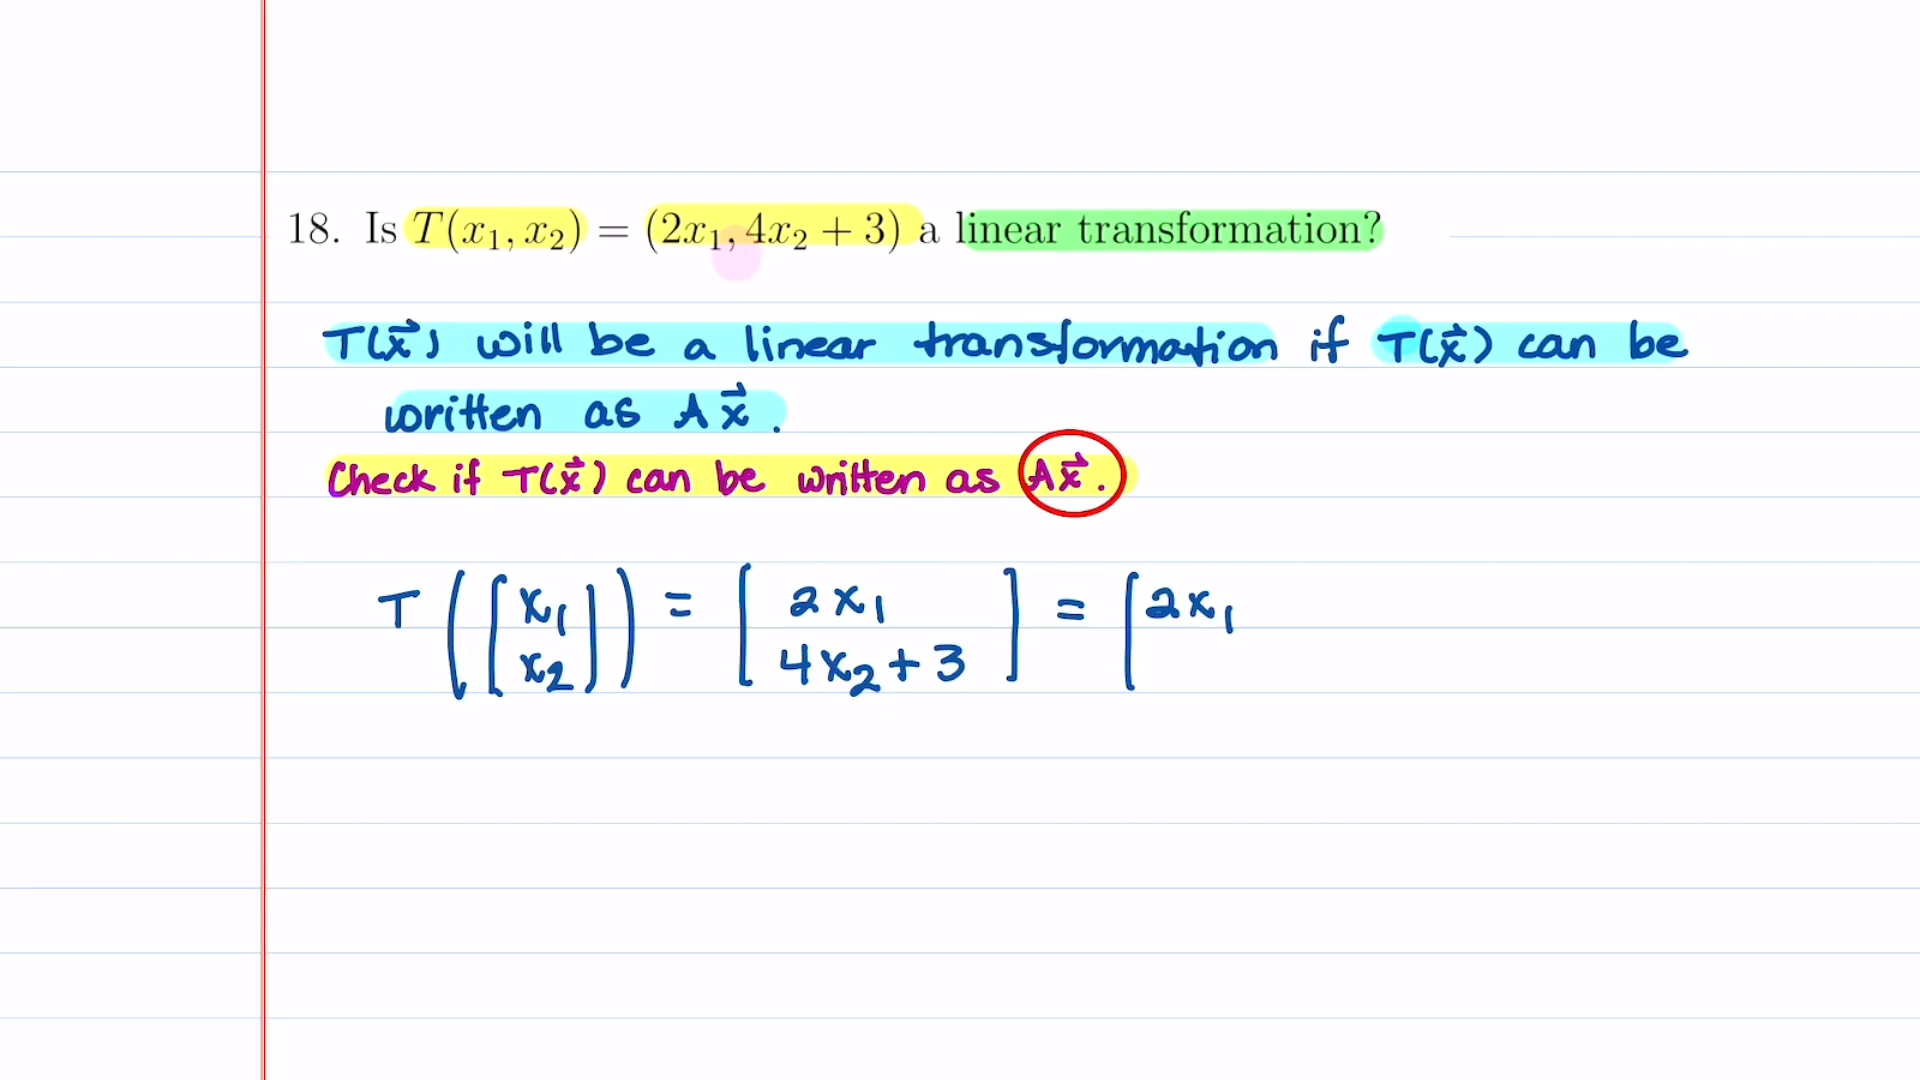 18. Is T(x₁, x₂) = (2x₁, 4x₂ + 3) a linear transformation?
T(x⃗) will be a linear transformation if T(x⃗) can be
written as A x⃗.
Check if T(x⃗) can be written as Ax⃗.
T ( [ x₁ ] ) = [ 2x₁ ] = [ 2x₁
x₂ 4x₂ + 3